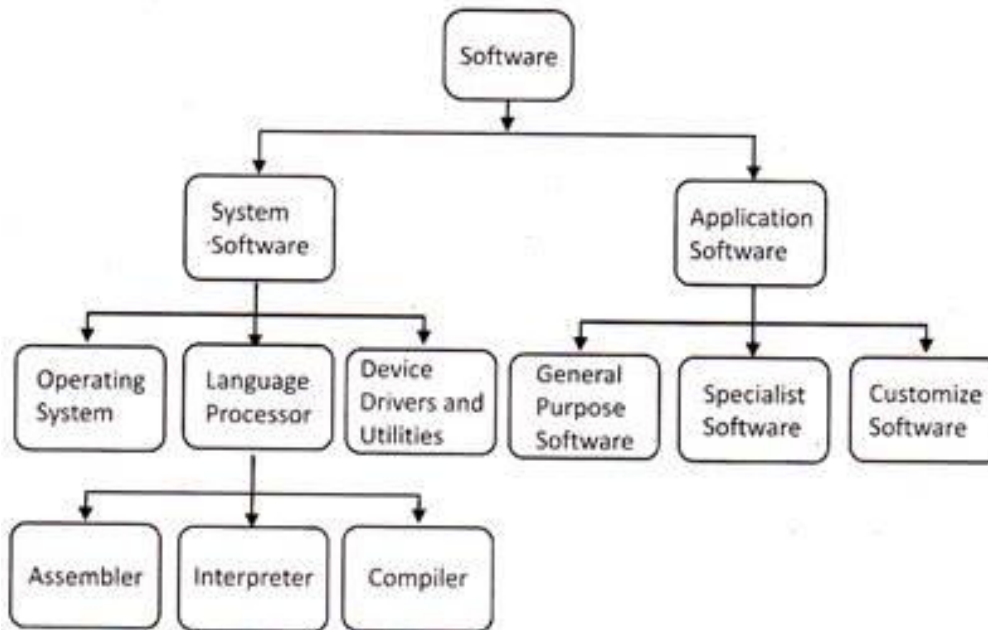 Software
System
Software
Application
Software
Operating
System
Language
Processor
Device
Drivers and
Utilities
General
Purpose
Software
Specialist
Software
Customize
Software
Assembler
Interpreter
Compiler